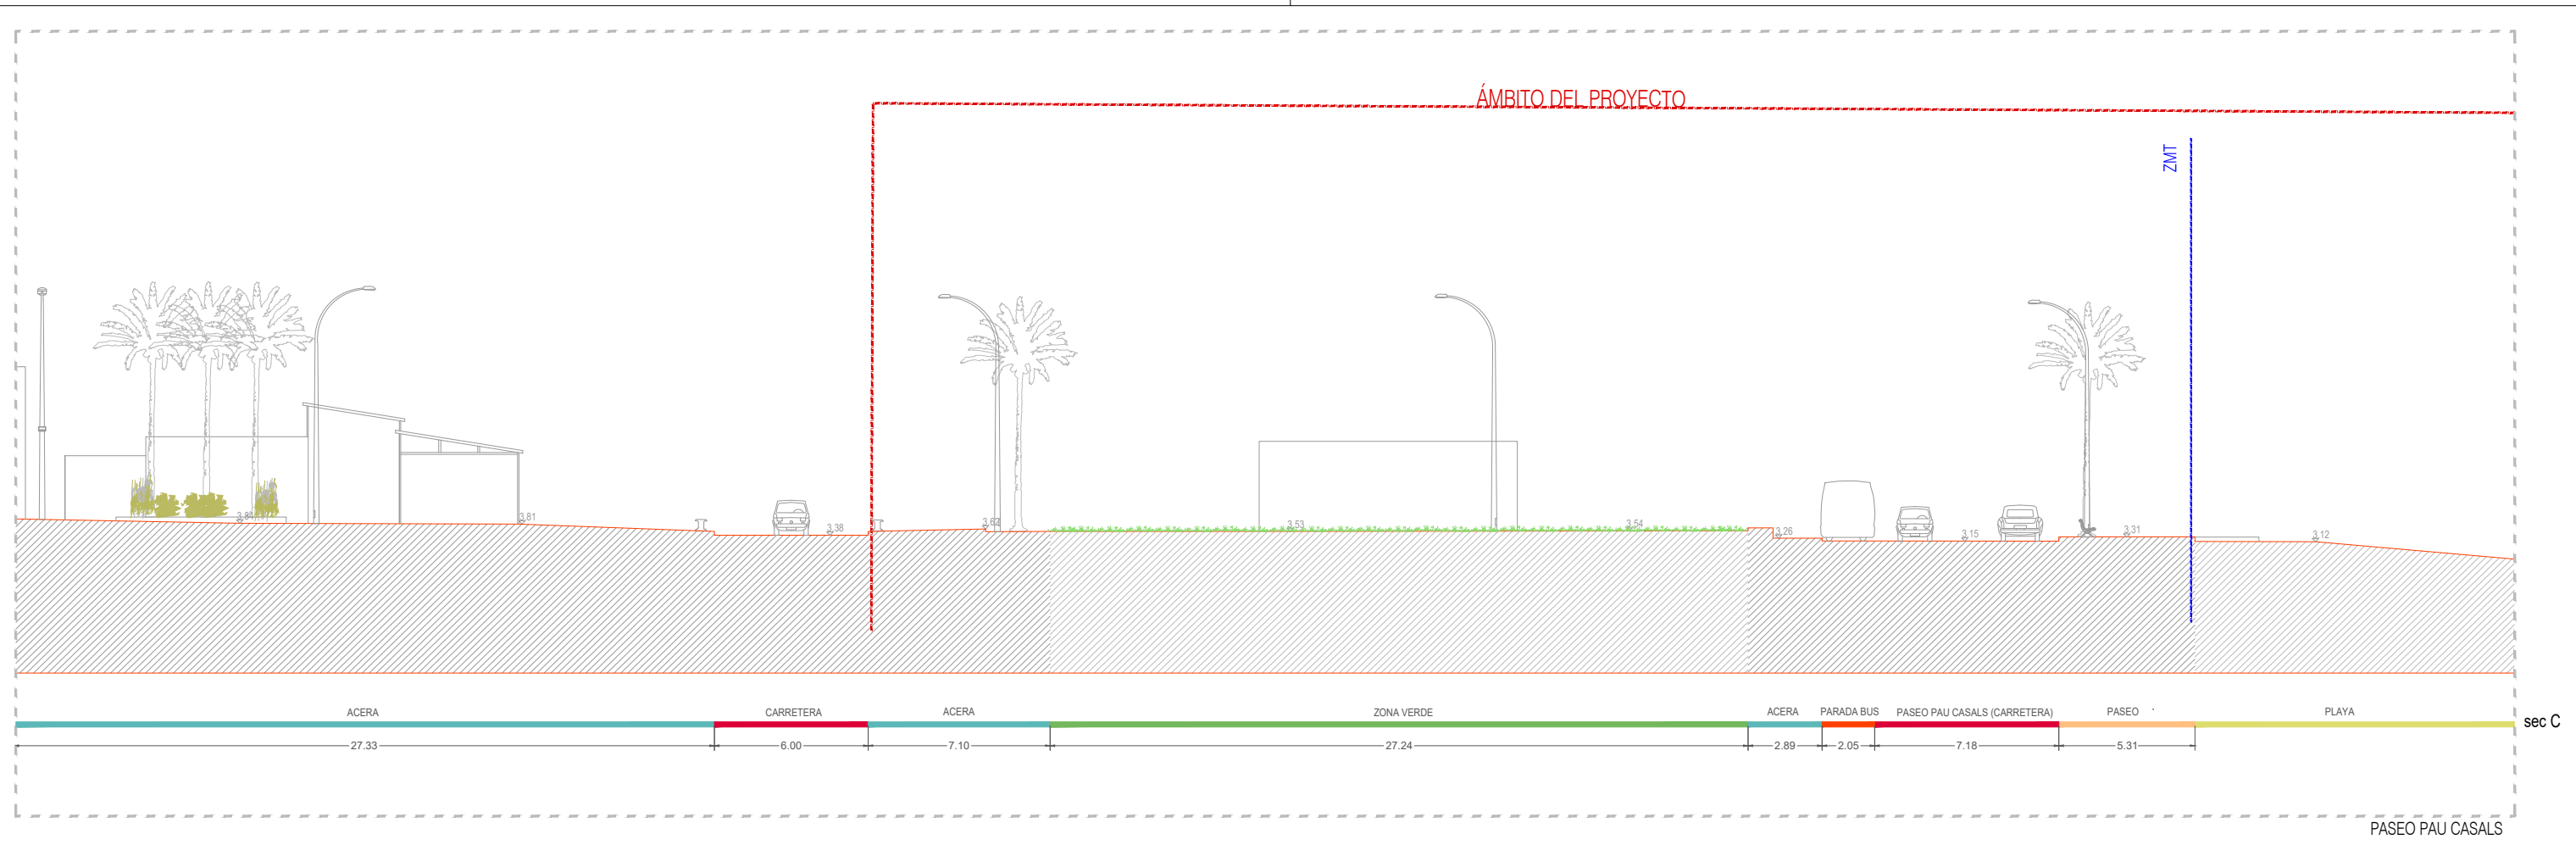 ÁMBITO DEL PROYECTO
ZMT
3.81
3.38
3.62
3.53
3.54
3.26
3.15
3.31
3.12
ACERA CARRETERA ACERA ZONA VERDE ACERA PARADA BUS PASEO PAU CASALS (CARRETERA) PASEO PLAYA
sec C
27.33 6.00 7.10 27.24 2.89 2.05 7.18 5.31
PASEO PAU CASALS